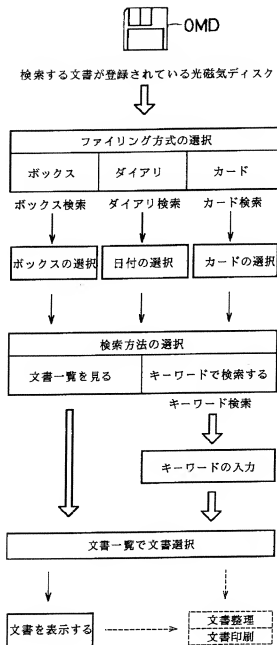 OMD
検索する文書が登録されている光磁気ディスク
ファイリング方式の選択
ボックス ダイアリ カード
ボックス検索 ダイアリ検索 カード検索
ボックスの選択 日付の選択 カードの選択
検索方法の選択
文書一覧を見る キーワードで検索する
キーワード検索
キーワードの入力
文書一覧で文書選択
文書を表示する
文書整理
文書印刷